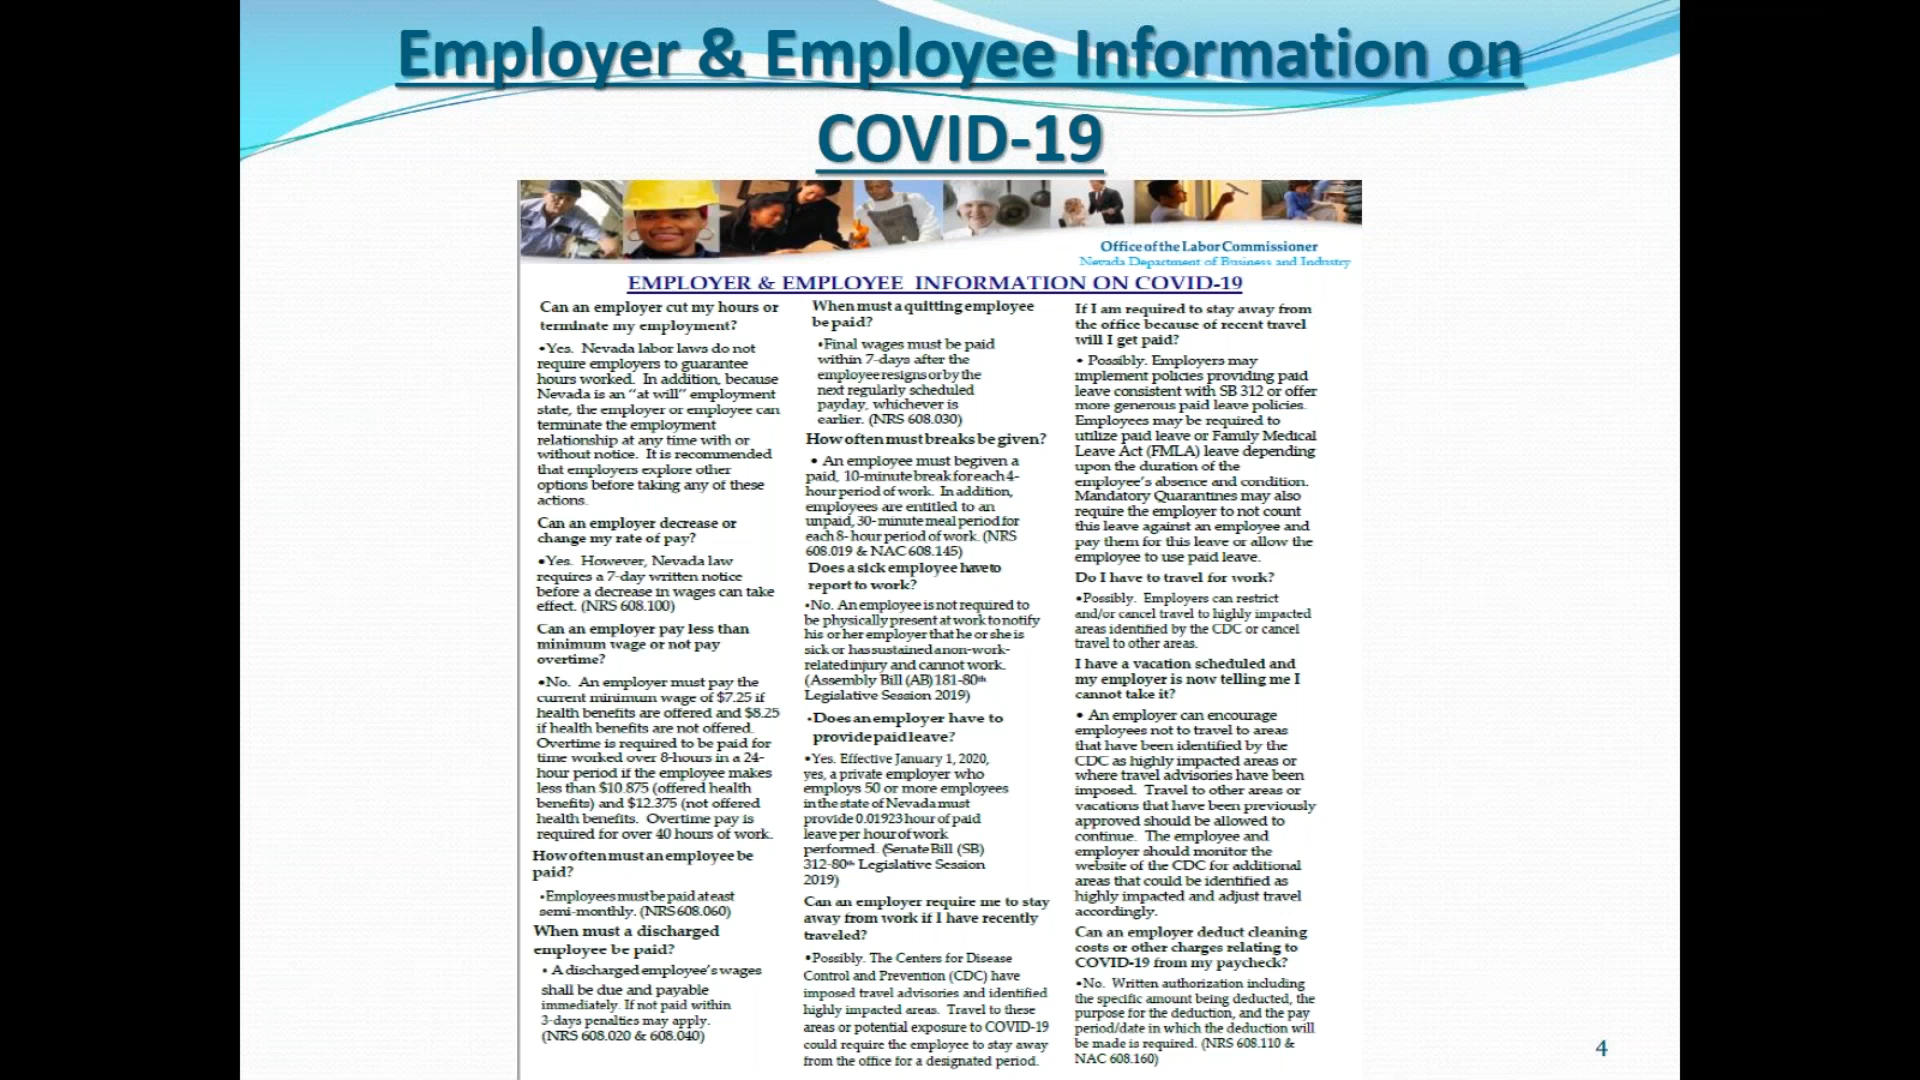 Employer & Employee Information on
COVID-19
Office of the Labor Commissioner
Nevada Department of Business and Industry
EMPLOYER & EMPLOYEE INFORMATION ON COVID-19
Can an employer cut my hours or
terminate my employment?
•Yes. Nevada labor laws do not
require employers to guarantee
hours worked. In addition, because
Nevada is an "at will" employment
state, the employer or employee can
terminate the employment
relationship at any time with or
without notice. It is recommended
that employers explore other
options before taking any of these
actions.
Can an employer decrease or
change my rate of pay?
•Yes. However, Nevada law
requires a 7-day written notice
before a decrease in wages can take
effect. (NRS 608.100)
Can an employer pay less than
minimum wage or not pay
overtime?
•No. An employer must pay the
current minimum wage of $7.25 if
health benefits are offered and $8.25
if health benefits are not offered.
Overtime is required to be paid for
time worked over 8-hours in a 24-
hour period if the employee makes
less than $10.875 (offered health
benefits) and $12.375 (not offered
health benefits. Overtime pay is
required for over 40 hours of work.
How often must an employee be
paid?
•Employees must be paid at east
semi-monthly. (NRS 608.060)
When must a discharged
employee be paid?
• A discharged employee's wages
shall be due and payable
immediately. If not paid within
3-days penalties may apply.
(NRS 608.020 & 608.040)
When must a quitting employee
be paid?
•Final wages must be paid
within 7-days after the
employee resigns or by the
next regularly scheduled
payday, whichever is
earlier. (NRS 608.030)
How often must breaks be given?
• An employee must begiven a
paid, 10-minute break for each 4-
hour period of work. In addition,
employees are entitled to an
unpaid, 30- minute meal period for
each 8- hour period of work. (NRS
608.019 & NAC 608.145)
Does a sick employee have to
report to work?
•No. An employee is not required to
be physically present at work to notify
his or her employer that he or she is
sick or has sustained a non-work-
related injury and cannot work.
(Assembly Bill (AB) 181-80th
Legislative Session 2019)
•Does an employer have to
provide paid leave?
•Yes. Effective January 1, 2020,
yes, a private employer who
employs 50 or more employees
in the state of Nevada must
provide 0.01923 hour of paid
leave per hour of work
performed. (Senate Bill (SB)
312-80th Legislative Session
2019)
Can an employer require me to stay
away from work if I have recently
traveled?
•Possibly. The Centers for Disease
Control and Prevention (CDC) have
imposed travel advisories and identified
highly impacted areas. Travel to these
areas or potential exposure to COVID-19
could require the employee to stay away
from the office for a designated period.
If I am required to stay away from
the office because of recent travel
will I get paid?
• Possibly. Employers may
implement policies providing paid
leave consistent with SB 312 or offer
more generous paid leave policies.
Employees may be required to
utilize paid leave or Family Medical
Leave Act (FMLA) leave depending
upon the duration of the
employee's absence and condition.
Mandatory Quarantines may also
require the employer to not count
this leave against an employee and
pay them for this leave or allow the
employee to use paid leave.
Do I have to travel for work?
•Possibly. Employers can restrict
and/or cancel travel to highly impacted
areas identified by the CDC or cancel
travel to other areas.
I have a vacation scheduled and
my employer is now telling me I
cannot take it?
• An employer can encourage
employees not to travel to areas
that have been identified by the
CDC as highly impacted areas or
where travel advisories have been
imposed. Travel to other areas or
vacations that have been previously
approved should be allowed to
continue. The employee and
employer should monitor the
website of the CDC for additional
areas that could be identified as
highly impacted and adjust travel
accordingly.
Can an employer deduct cleaning
costs or other charges relating to
COVID-19 from my paycheck?
•No. Written authorization including
the specific amount being deducted, the
purpose for the deduction, and the pay
period/date in which the deduction will
be made is required. (NRS 608.110 &
NAC 608.160)
4